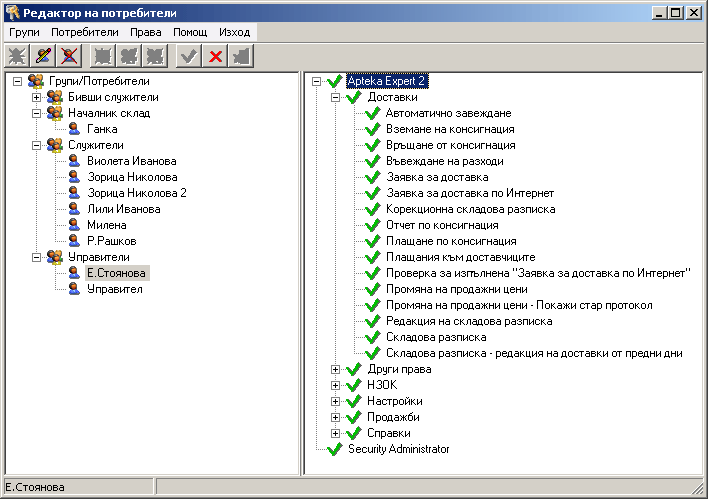 Редактор на потребители
Групи Потребители Права Помощ Изход
Групи/Потребители
Бивши служители
Началник склад
Ганка
Служители
Виолета Иванова
Зорица Николова
Зорица Николова 2
Лили Иванова
Милена
Р.Рашков
Управители
Е.Стоянова
Управител
Apteka Expert 2
Доставки
Автоматично завеждане
Вземане на консигнация
Връщане от консигнация
Въвеждане на разходи
Заявка за доставка
Заявка за доставка по Интернет
Корекционна складова разписка
Отчет по консигнация
Плащане по консигнация
Плащания към доставчиците
Проверка за изпълнена "Заявка за доставка по Интернет"
Промяна на продажни цени
Промяна на продажни цени - Покажи стар протокол
Редакция на складова разписка
Складова разписка
Складова разписка - редакция на доставки от предни дни
Други права
НЗОК
Настройки
Продажби
Справки
Security Administrator
Е.Стоянова